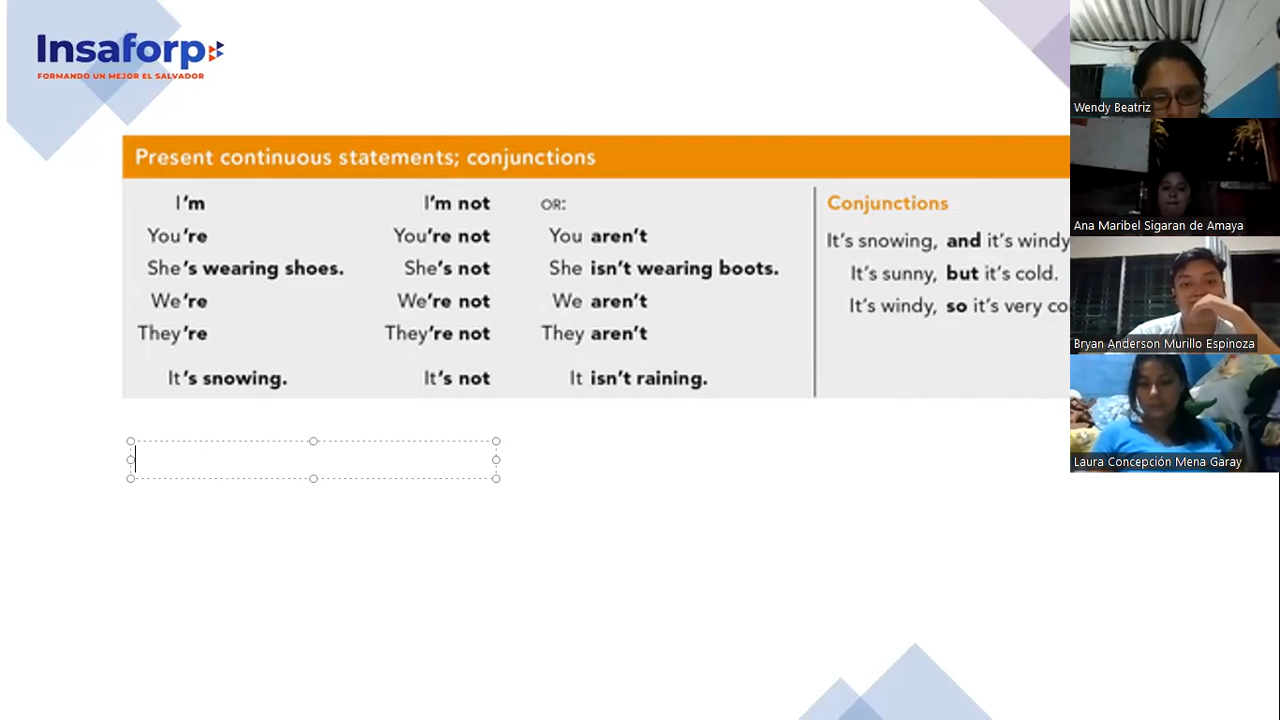 Insaforp
FORMANDO UN MEJOR EL SALVADOR
Present continuous statements; conjunctions
I'm I'm not OR:
You're You're not You aren't
She's wearing shoes. She's not She isn't wearing boots.
We're We're not We aren't
They're They're not They aren't
It's snowing. It's not It isn't raining.
Conjunctions
It's snowing, and it's windy
It's sunny, but it's cold.
It's windy, so it's very co
Wendy Beatriz
Ana Maribel Sigaran de Amaya
Bryan Anderson Murillo Espinoza
Laura Concepción Mena Garay